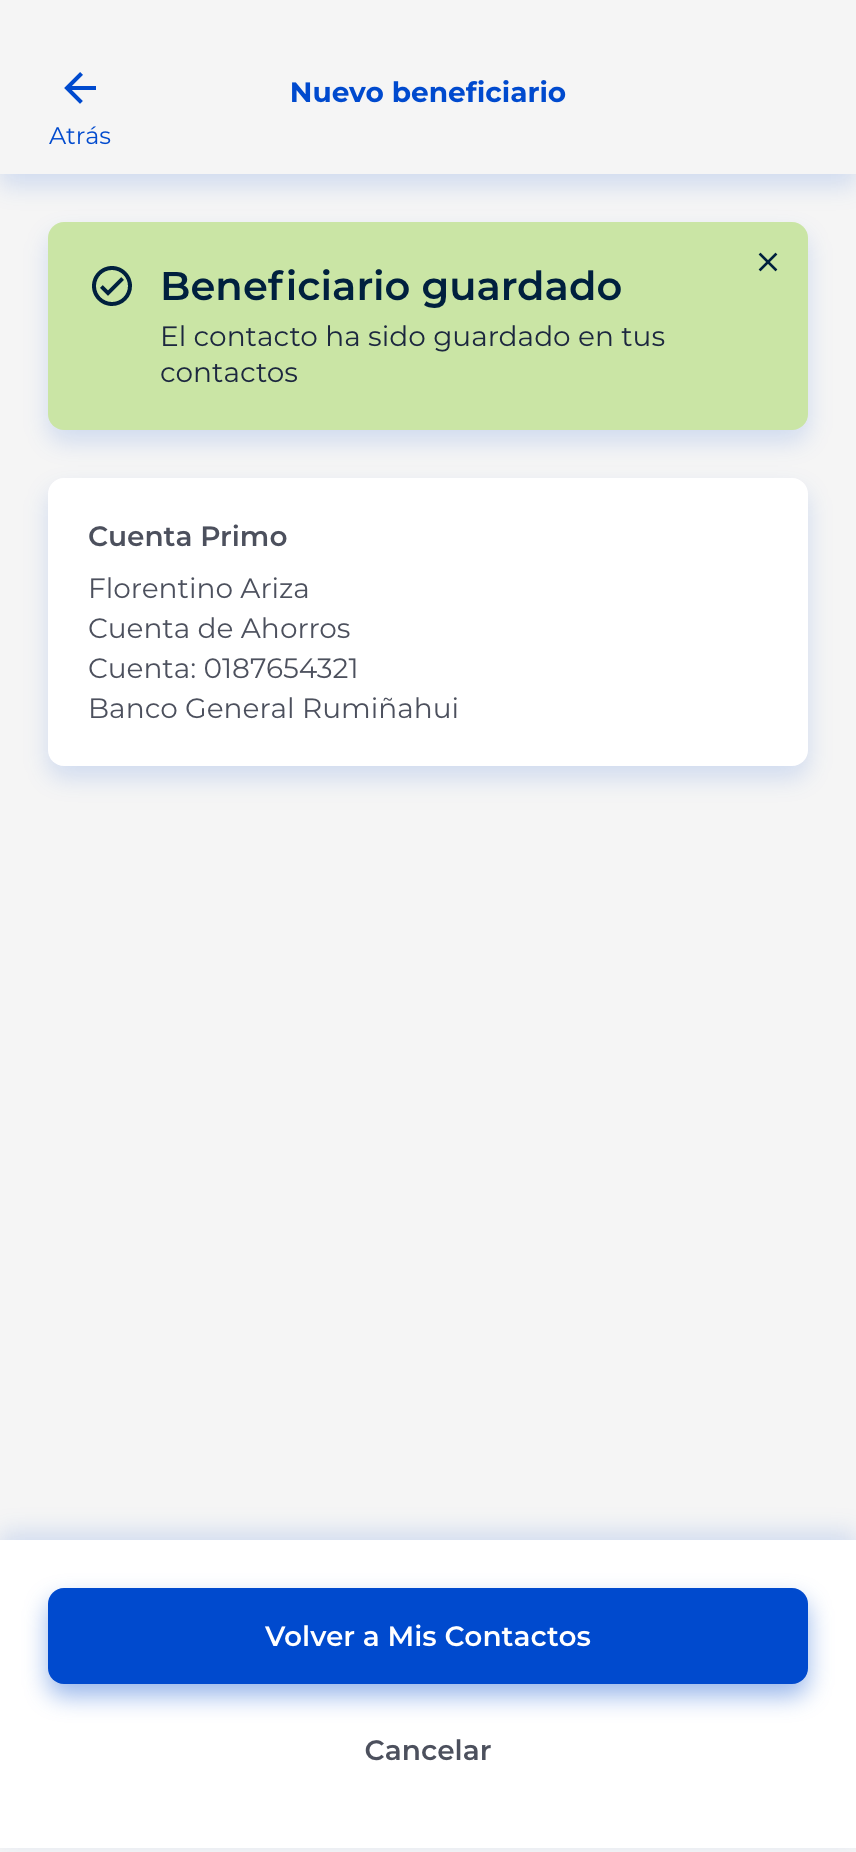 Nuevo beneficiario
Atrás
Beneficiario guardado
El contacto ha sido guardado en tus
contactos
Cuenta Primo
Florentino Ariza
Cuenta de Ahorros
Cuenta: 0187654321
Banco General Rumiñahui
Volver a Mis Contactos
Cancelar